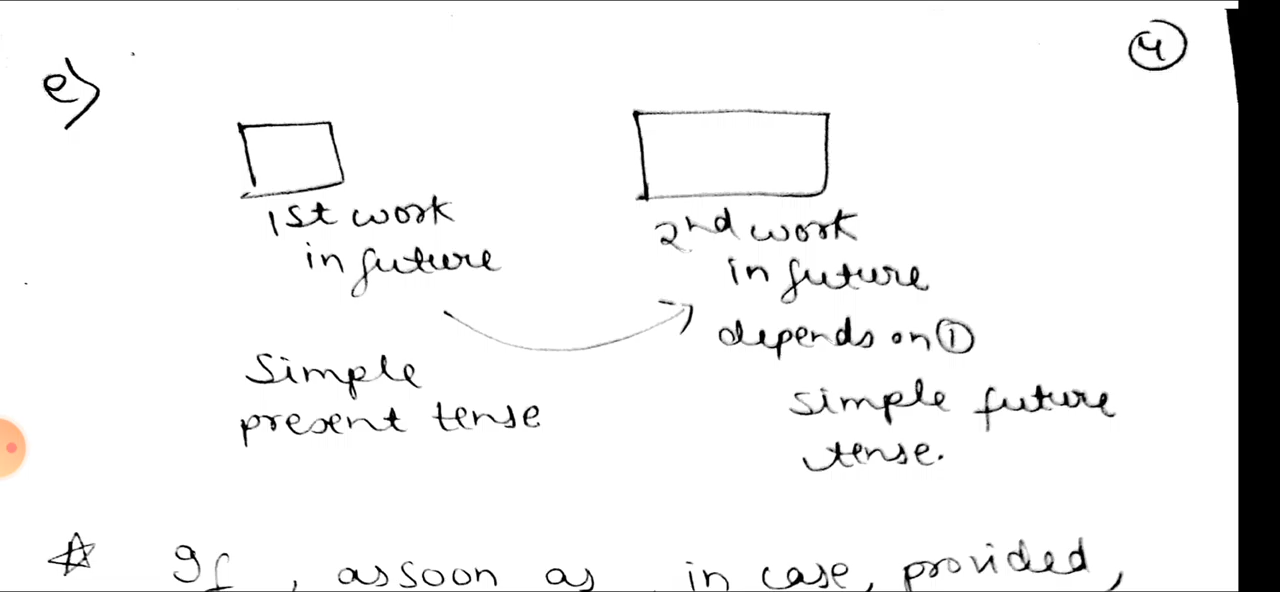 4
e)
1st work
in future
2nd work
in future
depends on 1
Simple
present tense
simple future
tense.
☆ If, as soon as, in case, provided,